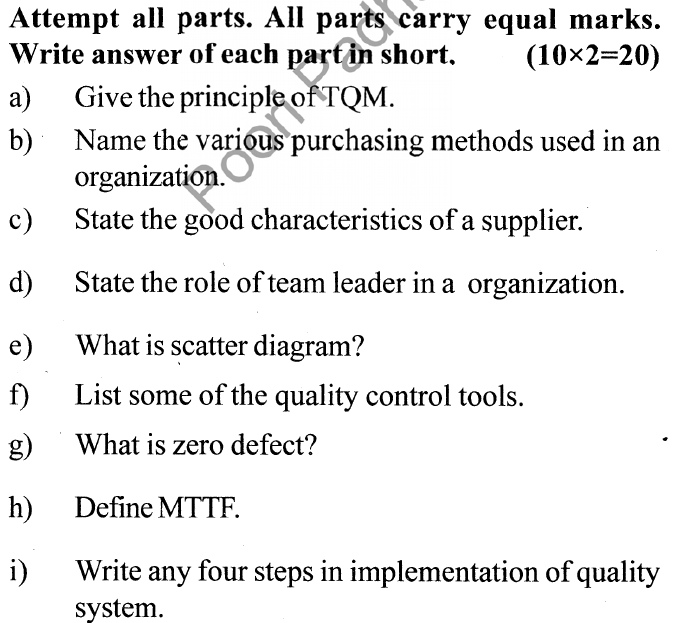 Attempt all parts. All parts carry equal marks.
Write answer of each part in short. (10×2=20)
a) Give the principle of TQM.
b) Name the various purchasing methods used in an
organization.
c) State the good characteristics of a supplier.
d) State the role of team leader in a organization.
e) What is scatter diagram?
f) List some of the quality control tools.
g) What is zero defect?
h) Define MTTF.
i) Write any four steps in implementation of quality
system.
Poori Padh